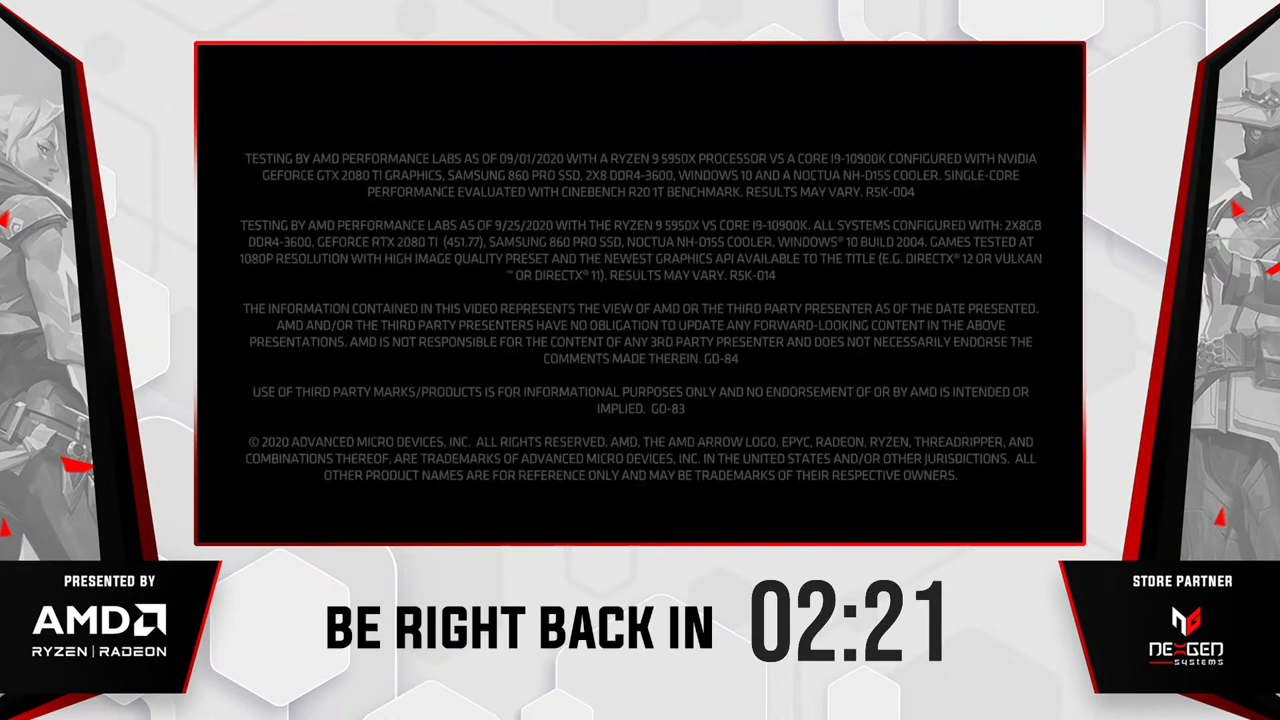 TESTING BY AMD PERFORMANCE LABS AS OF 09/01/2020 WITH A RYZEN 9 5950X PROCESSOR VS A CORE I9-10900K CONFIGURED WITH NVIDIA
GEFORCE GTX 2080 TI GRAPHICS, SAMSUNG 860 PRO SSD, 2X8 DDR4-3600, WINDOWS 10 AND A NOCTUA NH-D15S COOLER. SINGLE-CORE
PERFORMANCE EVALUATED WITH CINEBENCH R20 1T BENCHMARK. RESULTS MAY VARY. R5K-004
TESTING BY AMD PERFORMANCE LABS AS OF 9/25/2020 WITH THE RYZEN 9 5950X VS CORE I9-10900K. ALL SYSTEMS CONFIGURED WITH: 2X8GB
DDR4-3600, GEFORCE RTX 2080 TI (451.77), SAMSUNG 860 PRO SSD, NOCTUA NH-D15S COOLER, WINDOWS® 10 BUILD 2004. GAMES TESTED AT
1080P RESOLUTION WITH HIGH IMAGE QUALITY PRESET AND THE NEWEST GRAPHICS API AVAILABLE TO THE TITLE (E.G. DIRECTX® 12 OR VULKAN
™ OR DIRECTX® 11). RESULTS MAY VARY. R5K-014
THE INFORMATION CONTAINED IN THIS VIDEO REPRESENTS THE VIEW OF AMD OR THE THIRD PARTY PRESENTER AS OF THE DATE PRESENTED.
AMD AND/OR THE THIRD PARTY PRESENTERS HAVE NO OBLIGATION TO UPDATE ANY FORWARD-LOOKING CONTENT IN THE ABOVE
PRESENTATIONS. AMD IS NOT RESPONSIBLE FOR THE CONTENT OF ANY 3RD PARTY PRESENTER AND DOES NOT NECESSARILY ENDORSE THE
COMMENTS MADE THEREIN. GD-84
USE OF THIRD PARTY MARKS/PRODUCTS IS FOR INFORMATIONAL PURPOSES ONLY AND NO ENDORSEMENT OF OR BY AMD IS INTENDED OR
IMPLIED. GD-83
© 2020 ADVANCED MICRO DEVICES, INC. ALL RIGHTS RESERVED. AMD, THE AMD ARROW LOGO, EPYC, RADEON, RYZEN, THREADRIPPER, AND
COMBINATIONS THEREOF, ARE TRADEMARKS OF ADVANCED MICRO DEVICES, INC. IN THE UNITED STATES AND/OR OTHER JURISDICTIONS. ALL
OTHER PRODUCT NAMES ARE FOR REFERENCE ONLY AND MAY BE TRADEMARKS OF THEIR RESPECTIVE OWNERS.
PRESENTED BY
AMD
RYZEN | RADEON
BE RIGHT BACK IN 02:21
STORE PARTNER
NEXGEN
SYSTEMS